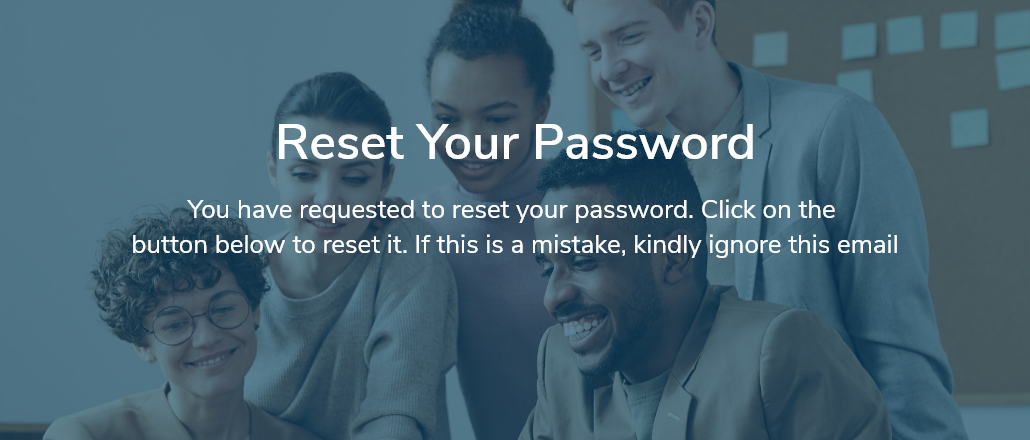 Reset Your Password
You have requested to reset your password. Click on the
button below to reset it. If this is a mistake, kindly ignore this email